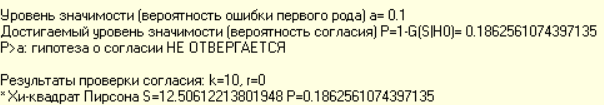 Уровень значимости (вероятность ошибки первого рода) a= 0.1
Достигаемый уровень значимости (вероятность согласия) P=1-G(S|H0)= 0.1862561074397135
P>a: гипотеза о согласии НЕ ОТВЕРГАЕТСЯ
Результаты проверки согласия: k=10, r=0
* Хи-квадрат Пирсона S=12.50612213801948 P=0.1862561074397135